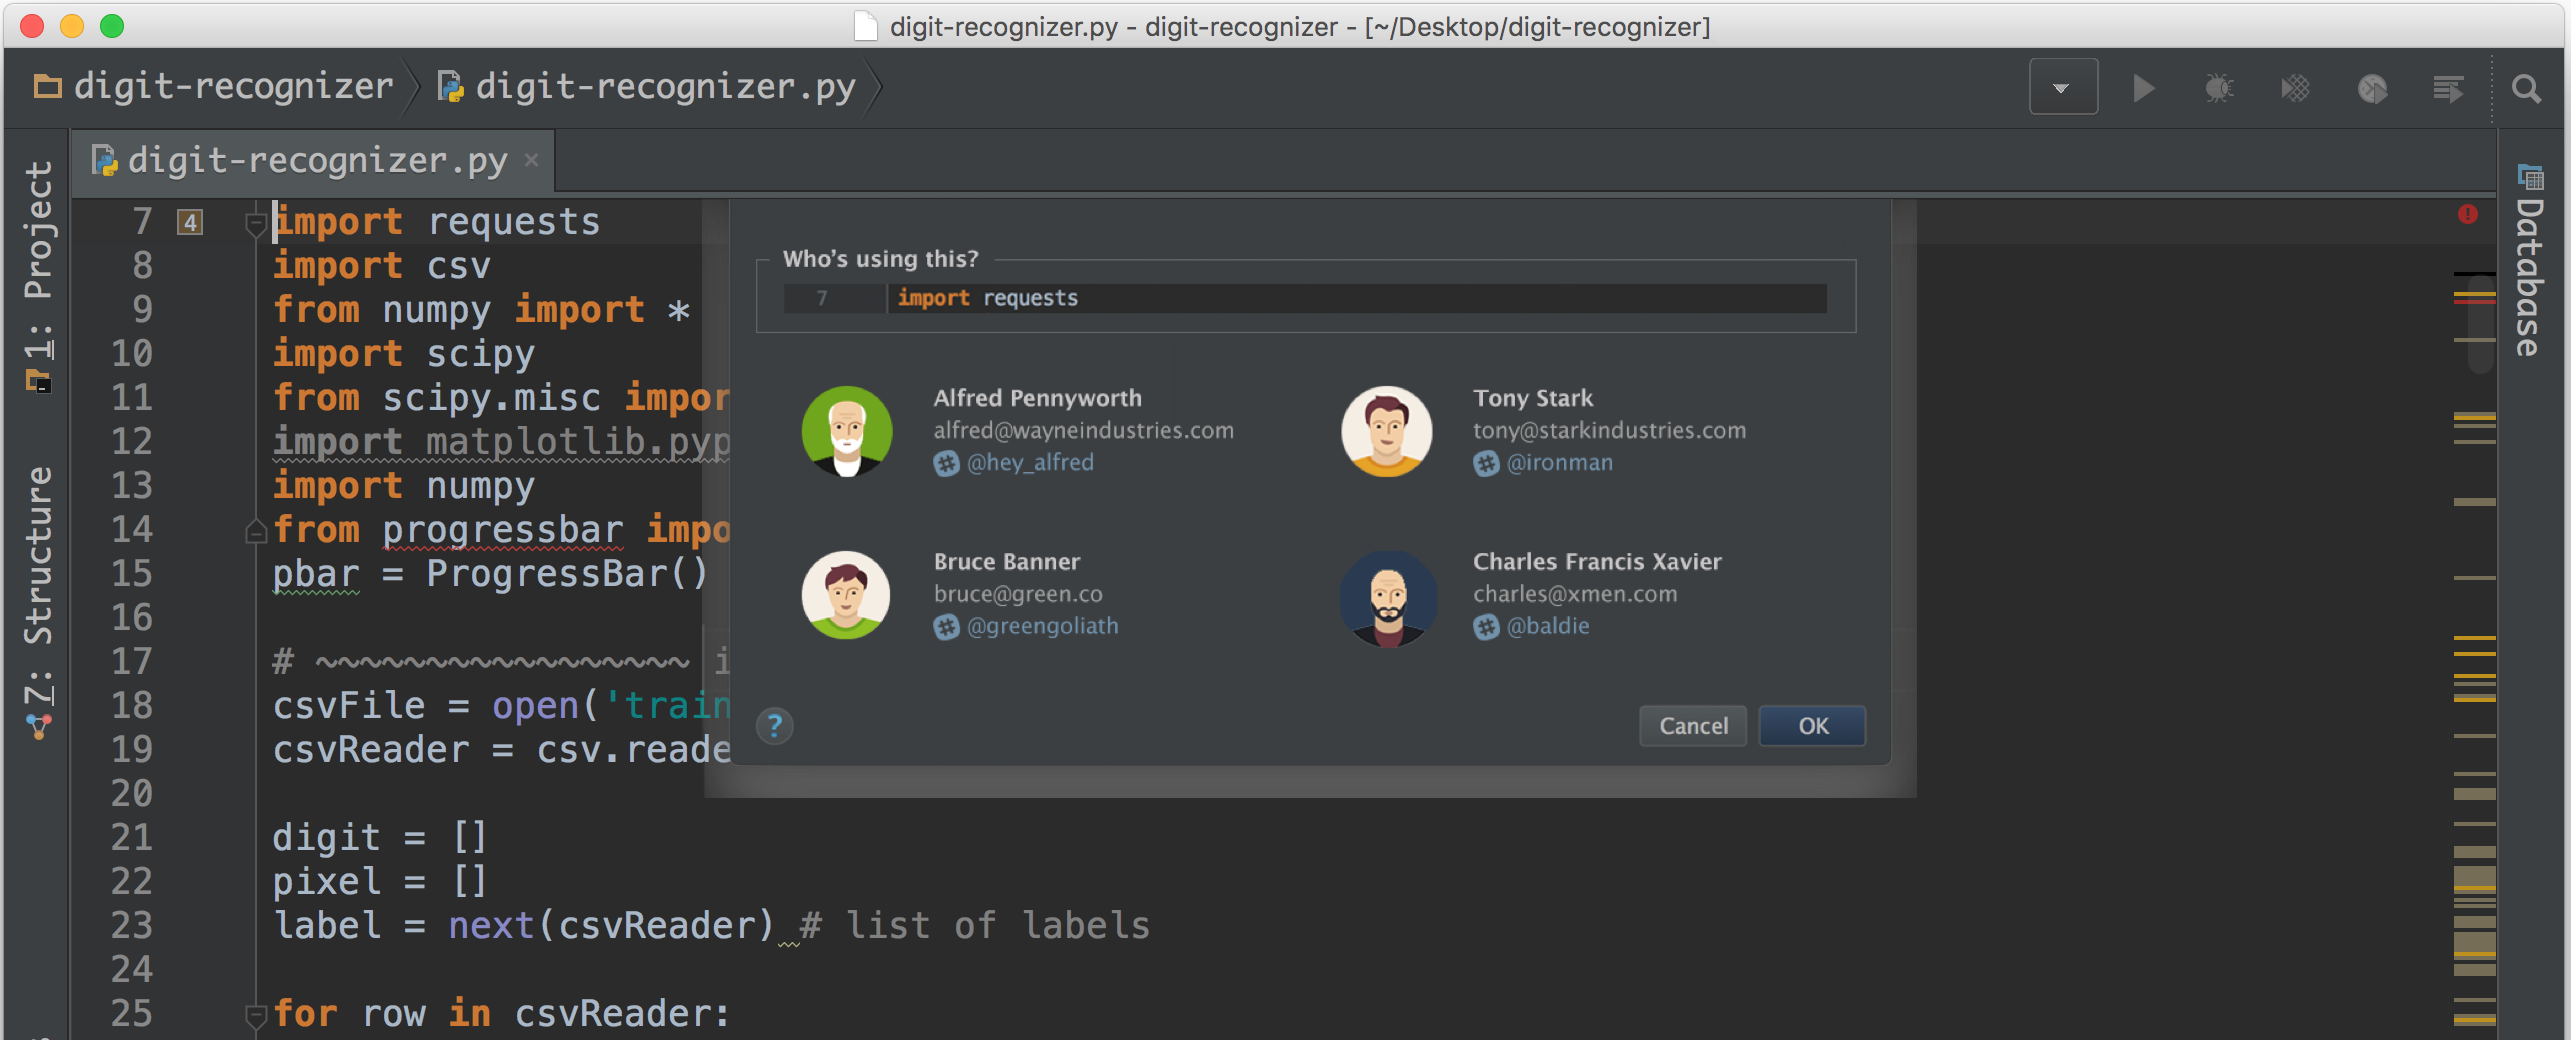 digit-recognizer.py - digit-recognizer - [~/Desktop/digit-recognizer]
digit-recognizer
digit-recognizer.py
digit-recognizer.py ×
1: Project
7: Structure
7 4 import requests
8 import csv
9 from numpy import *
10 import scipy
11 from scipy.misc impor
12 import matplotlib.pyp
13 import numpy
14 from progressbar impo
15 pbar = ProgressBar()
16
17 # ~~~~~~~~~~~~~~~~~ i
18 csvFile = open('train
19 csvReader = csv.reade
20
21 digit = []
22 pixel = []
23 label = next(csvReader) # list of labels
24
25 for row in csvReader:
Who's using this?
7 import requests
Alfred Pennyworth
alfred@wayneindustries.com
@hey_alfred
Tony Stark
tony@starkindustries.com
@ironman
Bruce Banner
bruce@green.co
@greengoliath
Charles Francis Xavier
charles@xmen.com
@baldie
?
Cancel
OK
Database